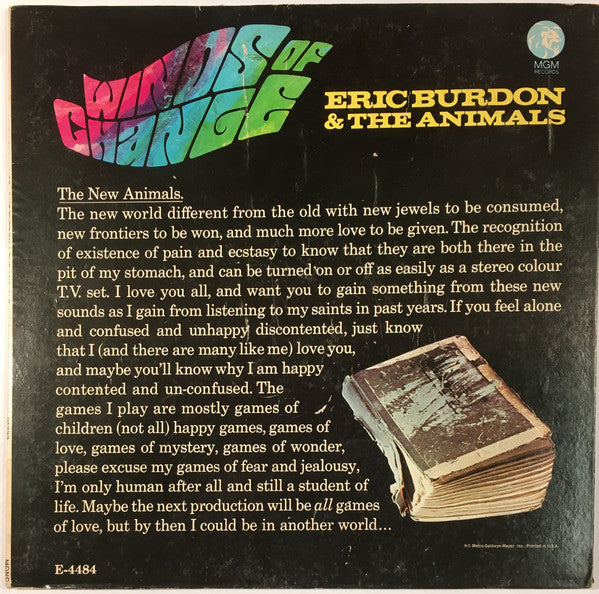 WINDS OF
CHANGE
MGM
RECORDS
ERIC BURDON
& THE ANIMALS
The New Animals.
The new world different from the old with new jewels to be consumed,
new frontiers to be won, and much more love to be given. The recognition
of existence of pain and ecstasy to know that they are both there in the
pit of my stomach, and can be turned on or off as easily as a stereo colour
T.V. set. I love you all, and want you to gain something from these new
sounds as I gain from listening to my saints in past years. If you feel alone
and confused and unhappy discontented, just know
that I (and there are many like me) love you,
and maybe you'll know why I am happy
contented and un-confused. The
games I play are mostly games of
children (not all) happy games, games of
love, games of mystery, games of wonder,
please excuse my games of fear and jealousy,
I'm only human after all and still a student of
life. Maybe the next production will be all games
of love, but by then I could be in another world...
Metro-Goldwyn-Mayer, Inc., Printed in U.S.A.
E-4484
MONO